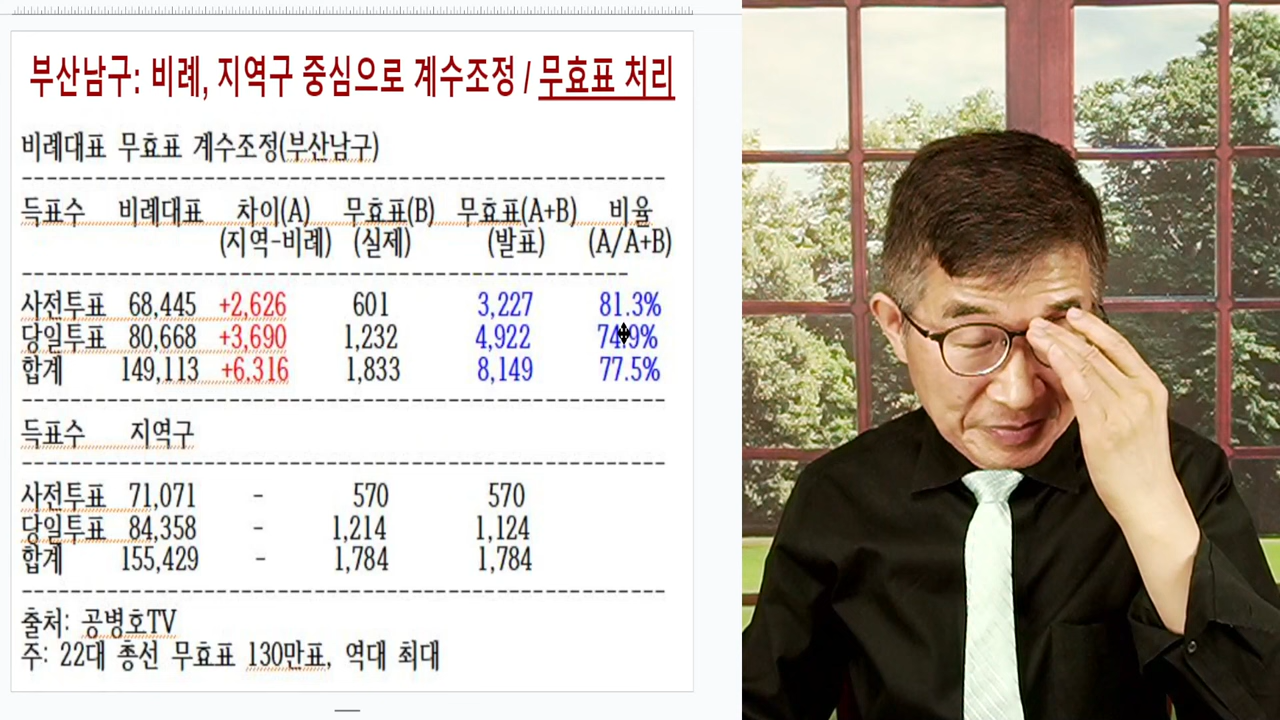 부산남구: 비례, 지역구 중심으로 계수조정 / 무효표 처리
비례대표 무효표 계수조정(부산남구)
득표수 비례대표 차이(A) 무효표(B) 무효표(A+B) 비율
(지역-비례) (실제) (발표) (A/A+B)
사전투표 68,445 +2,626 601 3,227 81.3%
당일투표 80,668 +3,690 1,232 4,922 74.9%
합계 149,113 +6,316 1,833 8,149 77.5%
득표수 지역구
사전투표 71,071 - 570 570
당일투표 84,358 - 1,214 1,124
합계 155,429 - 1,784 1,784
출처: 공병호TV
주: 22대 총선 무효표 130만표, 역대 최대